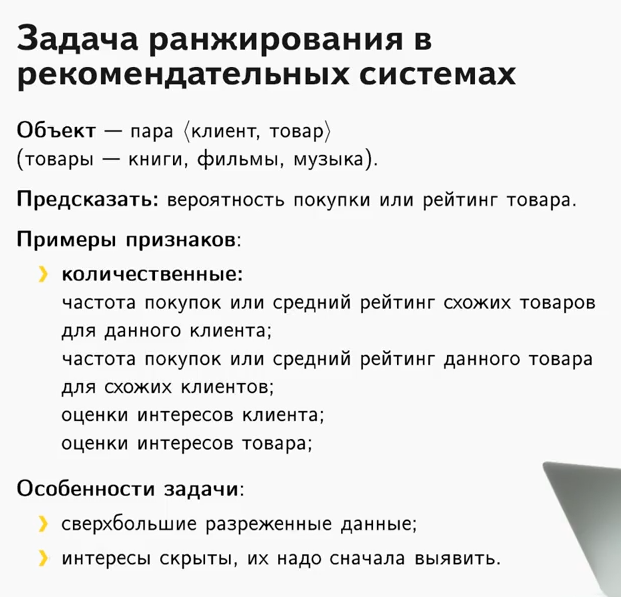 Задача ранжирования в
рекомендательных системах
Объект — пара ⟨клиент, товар⟩
(товары — книги, фильмы, музыка).
Предсказать: вероятность покупки или рейтинг товара.
Примеры признаков:
количественные:
частота покупок или средний рейтинг схожих товаров
для данного клиента;
частота покупок или средний рейтинг данного товара
для схожих клиентов;
оценки интересов клиента;
оценки интересов товара;
Особенности задачи:
сверхбольшие разреженные данные;
интересы скрыты, их надо сначала выявить.